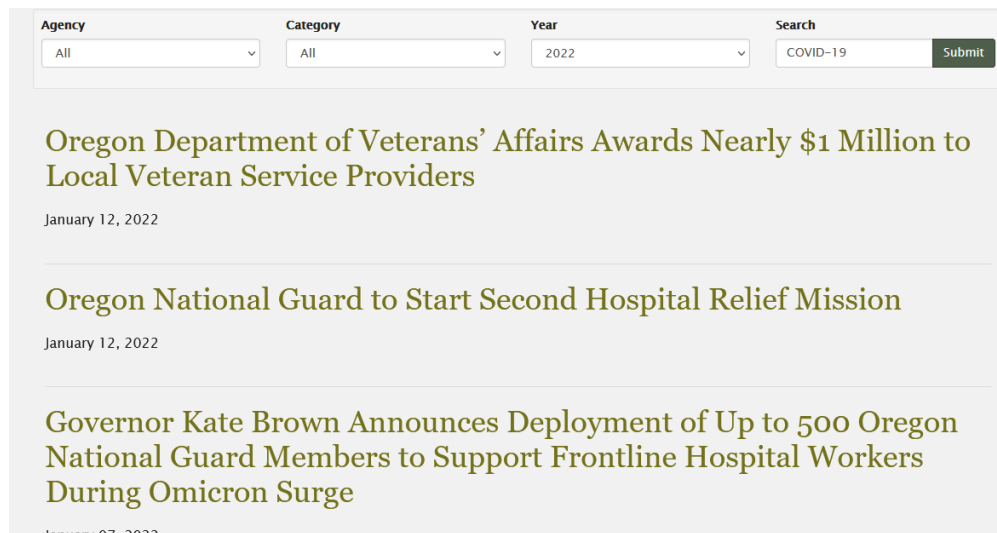 Agency Category Year Search
All All 2022 COVID-19 Submit
Oregon Department of Veterans’ Affairs Awards Nearly $1 Million to
Local Veteran Service Providers
January 12, 2022
Oregon National Guard to Start Second Hospital Relief Mission
January 12, 2022
Governor Kate Brown Announces Deployment of Up to 500 Oregon
National Guard Members to Support Frontline Hospital Workers
During Omicron Surge
January 07, 2022